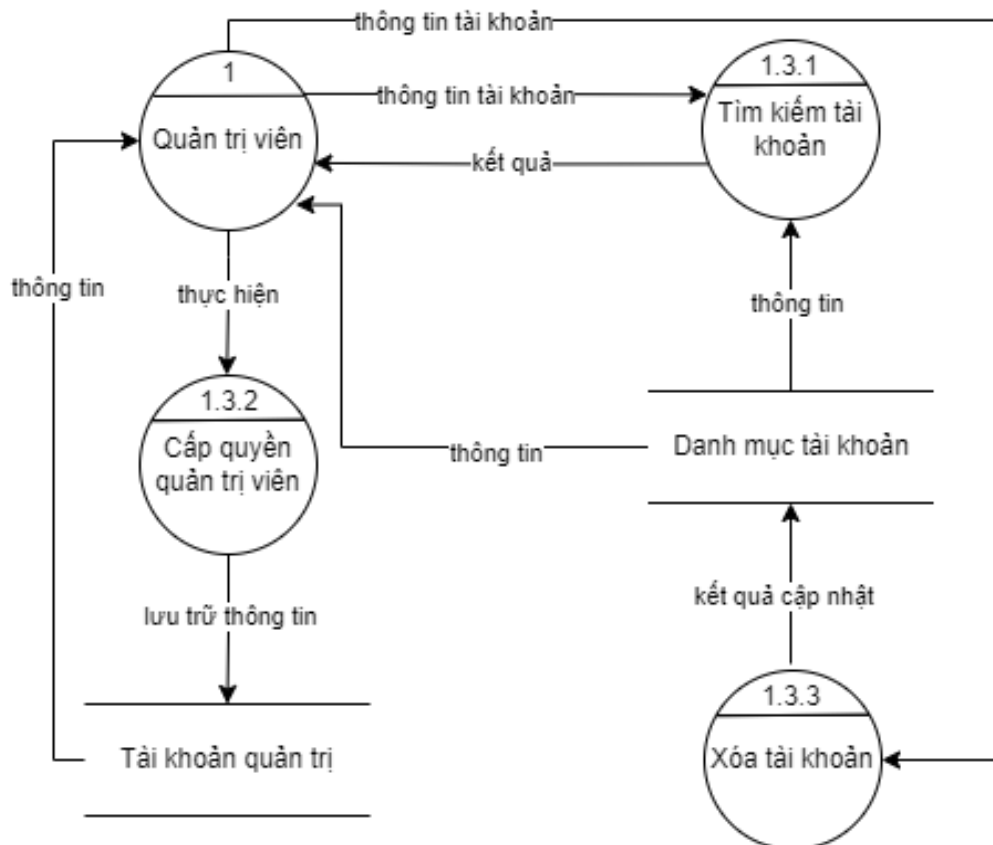 thông tin tài khoản
1
Quản trị viên
thông tin tài khoản
kết quả
1.3.1
Tìm kiếm tài
khoản
thông tin
thực hiện
thông tin
1.3.2
Cấp quyền
quản trị viên
thông tin
Danh mục tài khoản
lưu trữ thông tin
kết quả cập nhật
1.3.3
Xóa tài khoản
Tài khoản quản trị